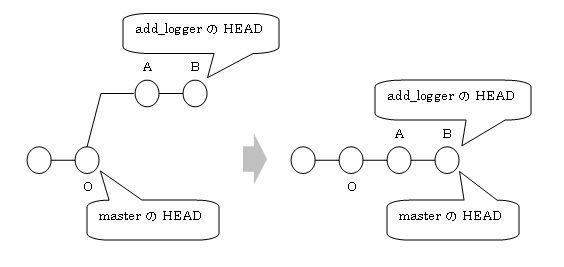 add_logger の HEAD
A B
O
master の HEAD
add_logger の HEAD
A B
O
master の HEAD